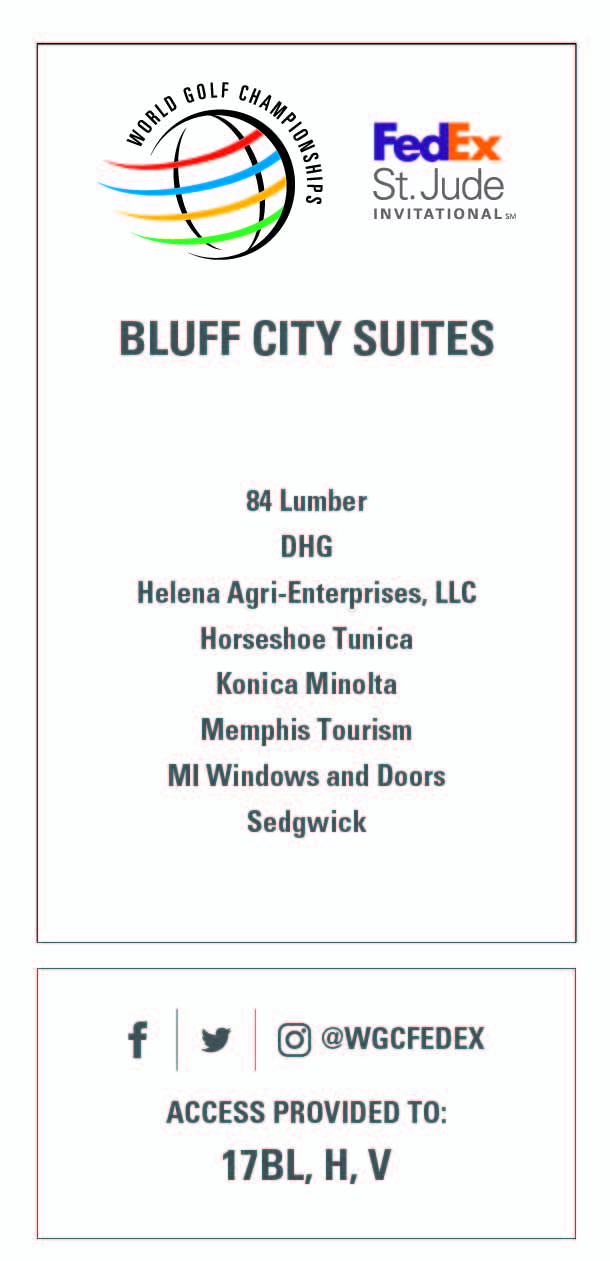 WORLD GOLF CHAMPIONSHIPS
FedEx
St. Jude
INVITATIONAL SM
BLUFF CITY SUITES
84 Lumber
DHG
Helena Agri-Enterprises, LLC
Horseshoe Tunica
Konica Minolta
Memphis Tourism
MI Windows and Doors
Sedgwick
@WGCFEDEX
ACCESS PROVIDED TO:
17BL, H, V